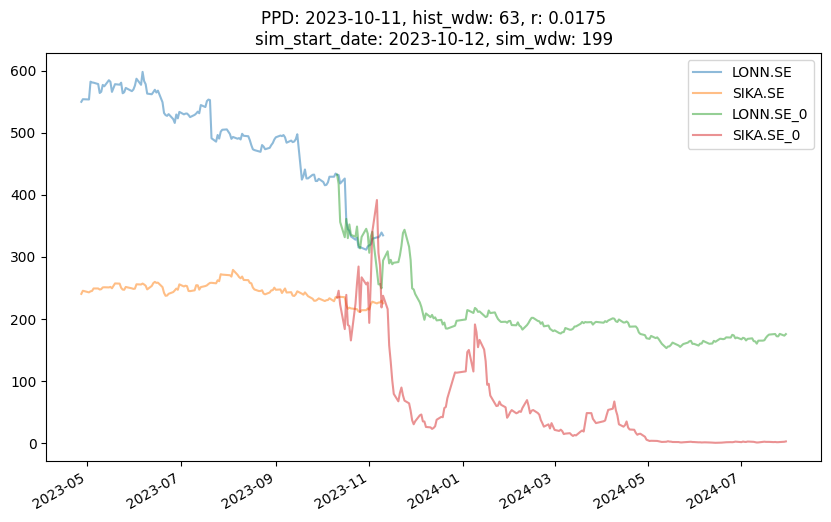 PPD: 2023-10-11, hist_wdw: 63, r: 0.0175
sim_start_date: 2023-10-12, sim_wdw: 199
LONN.SE
SIKA.SE
LONN.SE_0
SIKA.SE_0
600
500
400
300
200
100
0
2023-05
2023-07
2023-09
2023-11
2024-01
2024-03
2024-05
2024-07